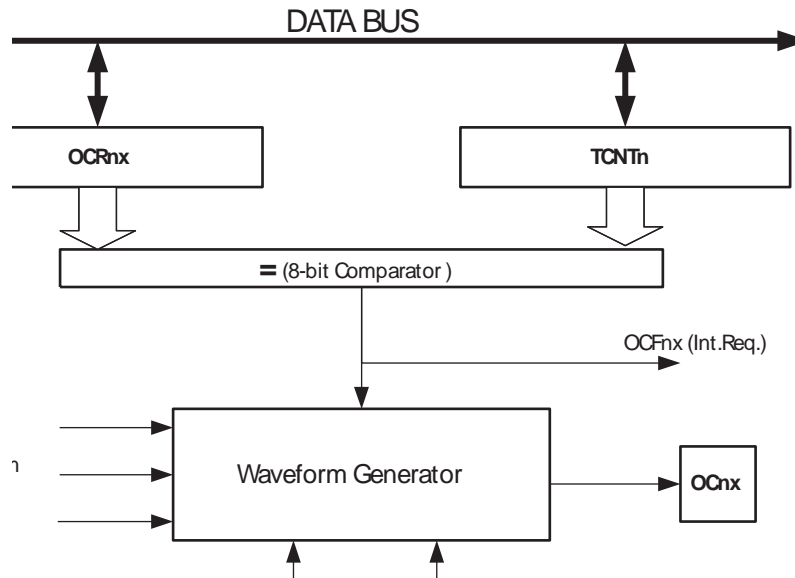 DATA BUS
OCRnx
TCNTn
= (8-bit Comparator )
OCFnx (Int.Req.)
Waveform Generator
OCnx